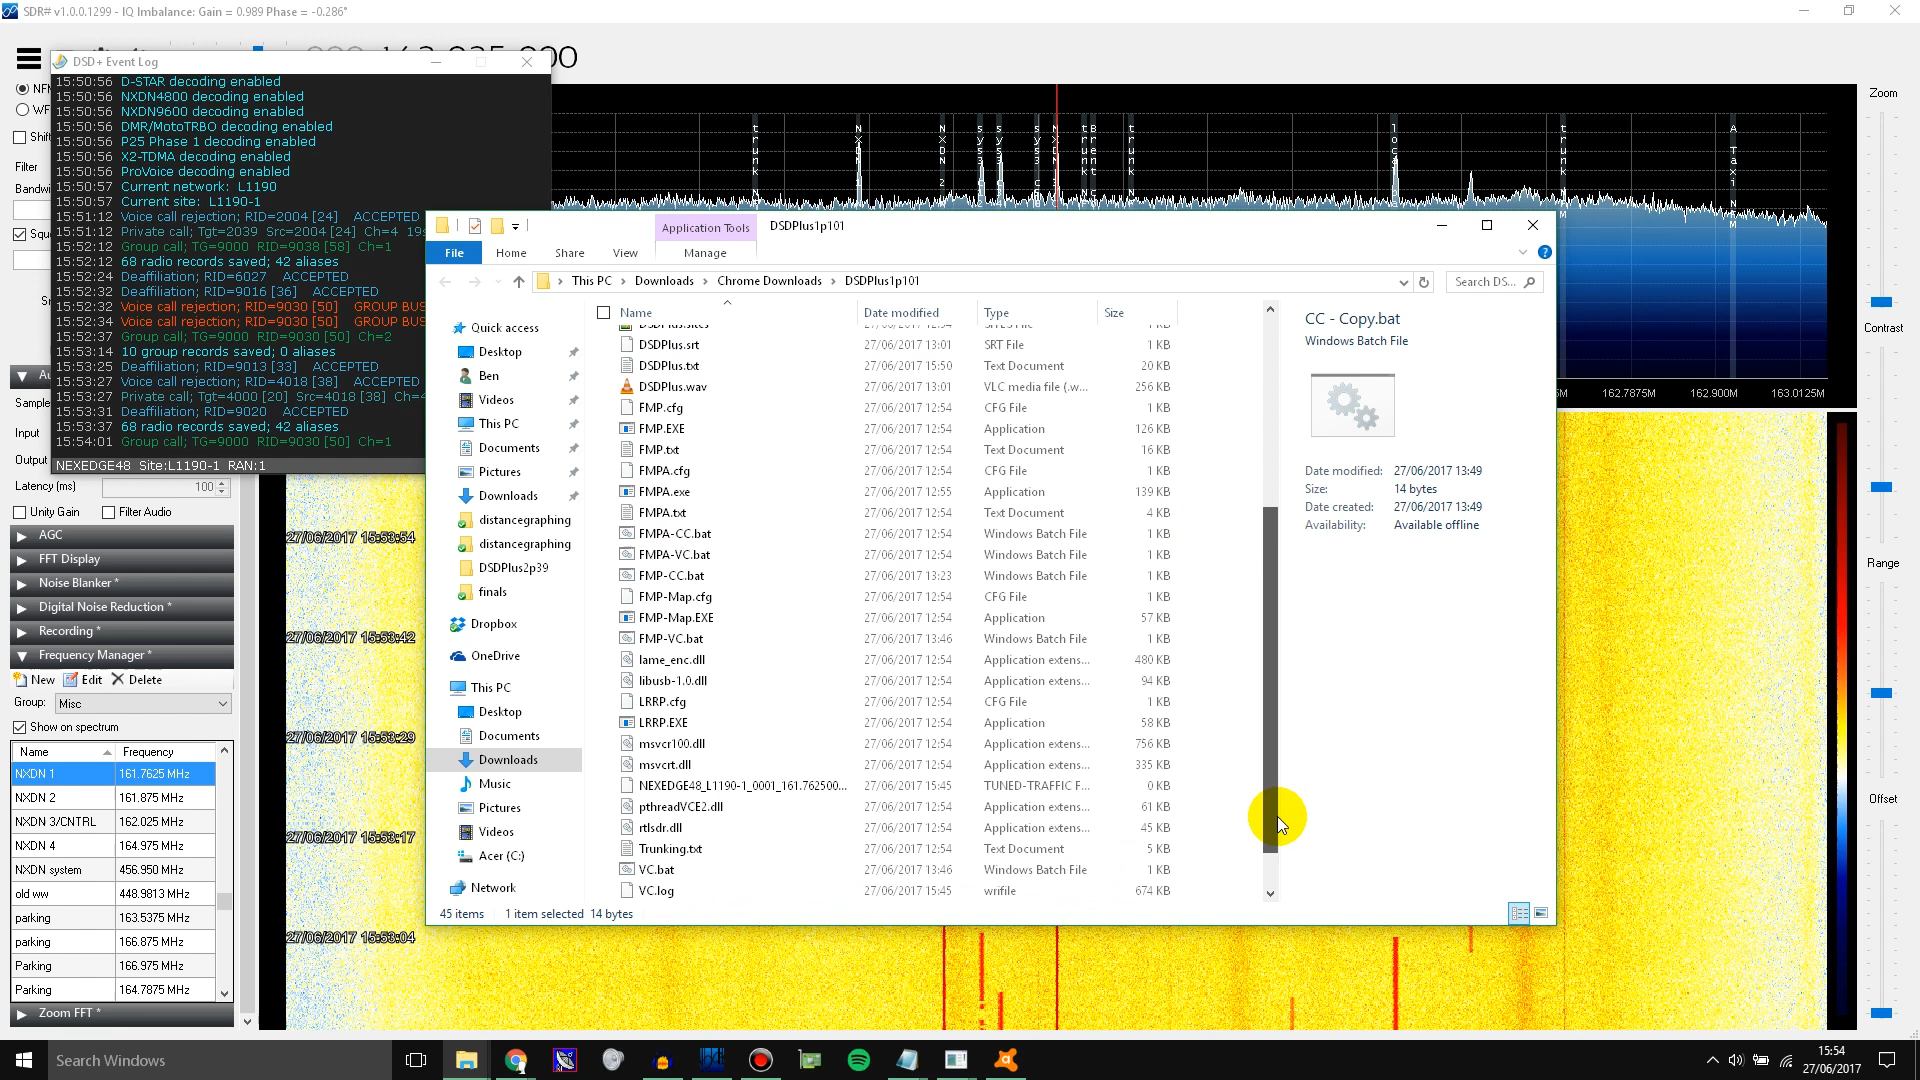 SDR# v1.0.0.1299 - IQ Imbalance: Gain = 0.989 Phase = -0.286°
DSD+ Event Log
15:50:56 D-STAR decoding enabled
15:50:56 NXDN4800 decoding enabled
15:50:56 NXDN9600 decoding enabled
15:50:56 DMR/MotoTRBO decoding enabled
15:50:56 P25 Phase 1 decoding enabled
15:50:56 X2-TDMA decoding enabled
15:50:56 ProVoice decoding enabled
15:50:57 Current network: L1190
15:50:57 Current site: L1190-1
15:51:12 Voice call rejection; RID=2004 [24] ACCEPTED
15:51:12 Private call; Tgt=2039 Src=2004 [24] Ch=4 19s
15:52:12 Group call; TG=9000 RID=9038 [58] Ch=1
15:52:12 68 radio records saved; 42 aliases
15:52:24 Deaffiliation; RID=6027 ACCEPTED
15:52:32 Deaffiliation; RID=9016 [36] ACCEPTED
15:52:32 Voice call rejection; RID=9030 [50] GROUP BUS
15:52:34 Voice call rejection; RID=9030 [50] GROUP BUS
15:52:37 Group call; TG=9000 RID=9030 [50] Ch=2
15:53:14 10 group records saved; 0 aliases
15:53:25 Deaffiliation; RID=9013 [33] ACCEPTED
15:53:27 Voice call rejection; RID=4018 [38] ACCEPTED
15:53:27 Private call; Tgt=4000 [20] Src=4018 [38] Ch=4
15:53:31 Deaffiliation; RID=9020 ACCEPTED
15:53:37 68 radio records saved; 42 aliases
15:54:01 Group call; TG=9000 RID=9030 [50] Ch=1
NEXEDGE48 Site:L1190-1 RAN:1
NFM
WF
Shift
Filter
Bandwi
Squ
Sample
Input
Output
Latency (ms) 100
Unity Gain Filter Audio
AGC
FFT Display
Noise Blanker *
Digital Noise Reduction *
Recording *
Frequency Manager *
New Edit Delete
Group: Misc
Show on spectrum
Name Frequency
NXDN 1 161.7625 MHz
NXDN 2 161.875 MHz
NXDN 3/CNTRL 162.025 MHz
NXDN 4 164.975 MHz
NXDN system 456.950 MHz
old ww 448.9813 MHz
parking 163.5375 MHz
parking 166.875 MHz
Parking 166.975 MHz
Parking 164.7875 MHz
Zoom FFT *
27/06/2017 15:53:54
27/06/2017 15:53:42
27/06/2017 15:53:29
27/06/2017 15:53:17
27/06/2017 15:53:04
162.7875M 162.900M 163.0125M
Zoom
Contrast
Range
Offset
Application Tools DSDPlus1p101
File Home Share View Manage
This PC Downloads Chrome Downloads DSDPlus1p101 Search DS...
Quick access
Desktop
Ben
Videos
This PC
Documents
Pictures
Downloads
distancegraphing
distancegraphing
DSDPlus2p39
finals
Dropbox
OneDrive
This PC
Desktop
Documents
Downloads
Music
Pictures
Videos
Acer (C:)
Network
Name Date modified Type Size
DSDPlus.srt 27/06/2017 13:01 SRT File 1 KB
DSDPlus.txt 27/06/2017 15:50 Text Document 20 KB
DSDPlus.wav 27/06/2017 13:01 VLC media file (.w... 256 KB
FMP.cfg 27/06/2017 12:54 CFG File 1 KB
FMP.EXE 27/06/2017 12:54 Application 126 KB
FMP.txt 27/06/2017 12:54 Text Document 16 KB
FMPA.cfg 27/06/2017 12:54 CFG File 1 KB
FMPA.exe 27/06/2017 12:55 Application 139 KB
FMPA.txt 27/06/2017 12:54 Text Document 4 KB
FMPA-CC.bat 27/06/2017 12:54 Windows Batch File 1 KB
FMPA-VC.bat 27/06/2017 12:54 Windows Batch File 1 KB
FMP-CC.bat 27/06/2017 13:23 Windows Batch File 1 KB
FMP-Map.cfg 27/06/2017 12:54 CFG File 1 KB
FMP-Map.EXE 27/06/2017 12:54 Application 57 KB
FMP-VC.bat 27/06/2017 13:46 Windows Batch File 1 KB
lame_enc.dll 27/06/2017 12:54 Application extens... 480 KB
libusb-1.0.dll 27/06/2017 12:54 Application extens... 94 KB
LRRP.cfg 27/06/2017 12:54 CFG File 1 KB
LRRP.EXE 27/06/2017 12:54 Application 58 KB
msvcr100.dll 27/06/2017 12:54 Application extens... 756 KB
msvcrt.dll 27/06/2017 12:54 Application extens... 335 KB
NEXEDGE48_L1190-1_0001_161.762500... 27/06/2017 15:45 TUNED-TRAFFIC F... 0 KB
pthreadVCE2.dll 27/06/2017 12:54 Application extens... 61 KB
rtlsdr.dll 27/06/2017 12:54 Application extens... 45 KB
Trunking.txt 27/06/2017 12:54 Text Document 5 KB
VC.bat 27/06/2017 13:46 Windows Batch File 1 KB
VC.log 27/06/2017 15:45 wrifile 674 KB
CC - Copy.bat
Windows Batch File
Date modified: 27/06/2017 13:49
Size: 14 bytes
Date created: 27/06/2017 13:49
Availability: Available offline
45 items 1 item selected 14 bytes
Search Windows
15:54
27/06/2017